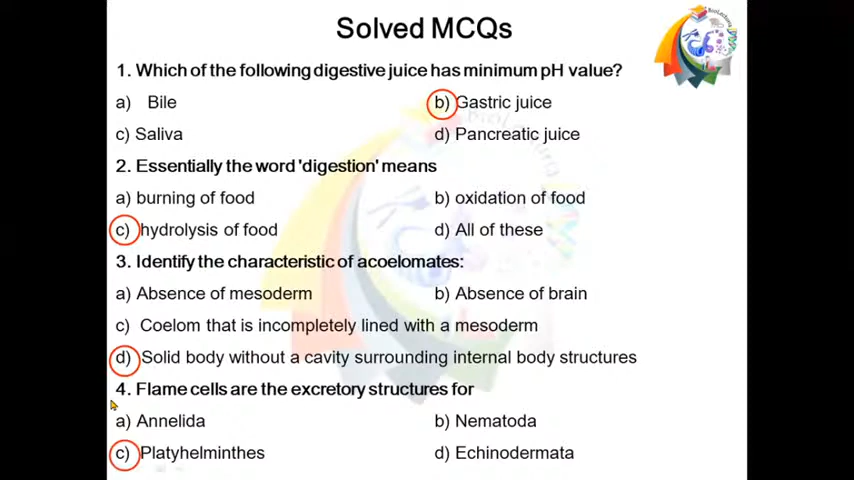 Solved MCQs
1. Which of the following digestive juice has minimum pH value?
a) Bile b) Gastric juice
c) Saliva d) Pancreatic juice
2. Essentially the word 'digestion' means
a) burning of food b) oxidation of food
c) hydrolysis of food d) All of these
3. Identify the characteristic of acoelomates:
a) Absence of mesoderm b) Absence of brain
c) Coelom that is incompletely lined with a mesoderm
d) Solid body without a cavity surrounding internal body structures
4. Flame cells are the excretory structures for
a) Annelida b) Nematoda
c) Platyhelminthes d) Echinodermata